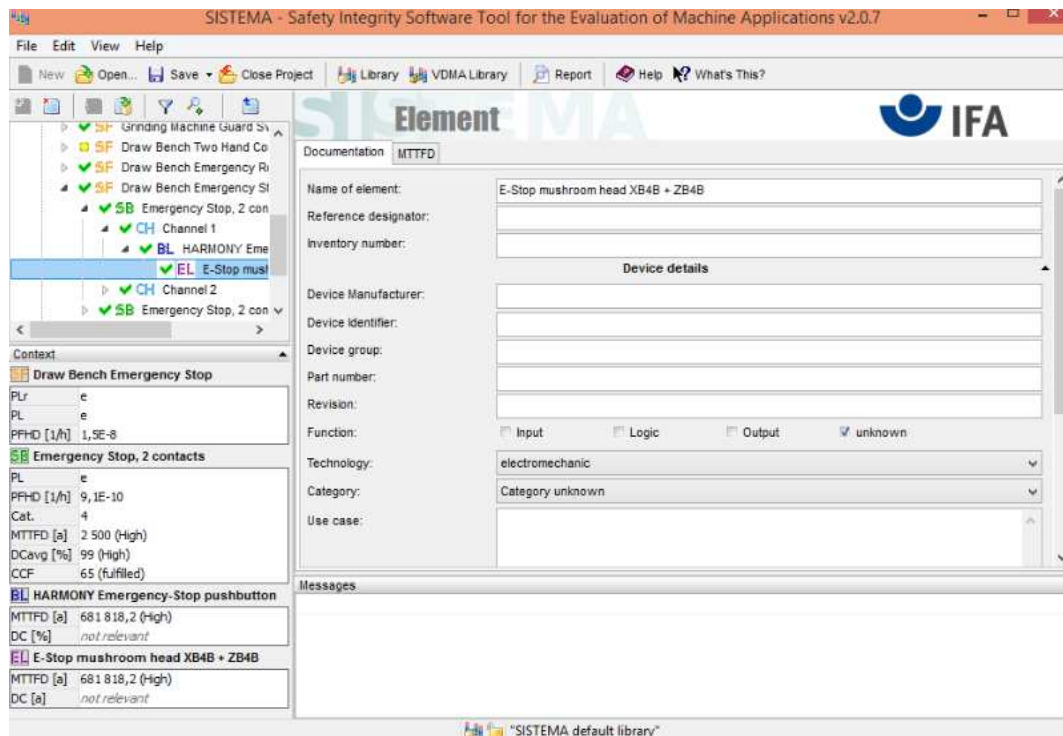 SISTEMA - Safety Integrity Software Tool for the Evaluation of Machine Applications v2.0.7
File Edit View Help
New Open... Save Close Project Library VDMA Library Report Help What's This?
SF Grinding Machine Guard Sv
SF Draw Bench Two Hand Co
SF Draw Bench Emergency R
SF Draw Bench Emergency St
SB Emergency Stop, 2 con
CH Channel 1
BL HARMONY Eme
EL E-Stop mush
CH Channel 2
SB Emergency Stop, 2 con
Context
SF Draw Bench Emergency Stop
PLr e
PL e
PFHD [1/h] 1,5E-8
SB Emergency Stop, 2 contacts
PL e
PFHD [1/h] 9,1E-10
Cat. 4
MTTFD [a] 2 500 (High)
DCavg [%] 99 (High)
CCF 65 (fulfilled)
BL HARMONY Emergency-Stop pushbutton
MTTFD [a] 681 818,2 (High)
DC [%] not relevant
EL E-Stop mushroom head XB4B + ZB4B
MTTFD [a] 681 818,2 (High)
DC [a] not relevant
SISTEMA
Element
IFA
Documentation MTTFD
Name of element: E-Stop mushroom head XB4B + ZB4B
Reference designator:
Inventory number:
Device details
Device Manufacturer:
Device Identifier:
Device group:
Part number:
Revision:
Function: Input Logic Output unknown
Technology: electromechanic
Category: Category unknown
Use case:
Messages
"SISTEMA default library"